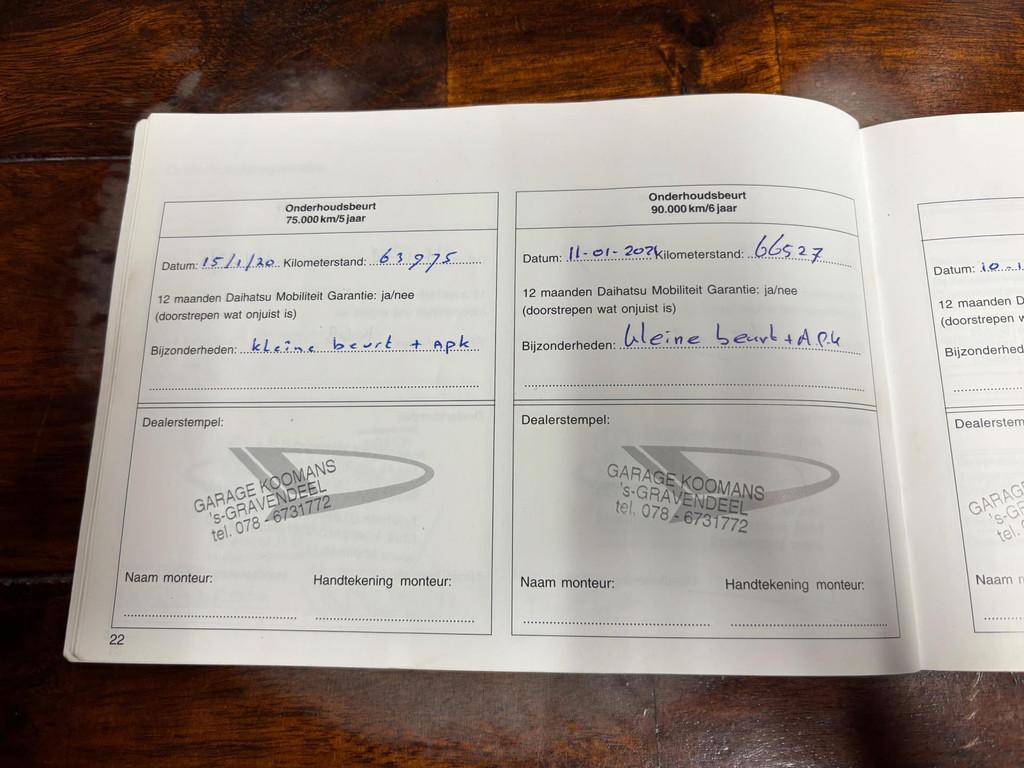 Onderhoudsbeurt
75.000 km/5 jaar
Datum: 15/1/20 Kilometerstand: 63975
12 maanden Daihatsu Mobiliteit Garantie: ja/nee
(doorstrepen wat onjuist is)
Bijzonderheden: kleine beurt + Apk
Dealerstempel:
GARAGE KOOMANS
's-GRAVENDEEL
tel. 078 - 6731772
Naam monteur: Handtekening monteur:
22
Onderhoudsbeurt
90.000 km/6 jaar
Datum: 11-01-2021 Kilometerstand: 66527
12 maanden Daihatsu Mobiliteit Garantie: ja/nee
(doorstrepen wat onjuist is)
Bijzonderheden: kleine beurt + APK
Dealerstempel:
GARAGE KOOMANS
's-GRAVENDEEL
tel. 078 - 6731772
Naam monteur: Handtekening monteur:
Datum: 10-1
12 maanden D
(doorstrepen
Bijzonderhed
Dealerstem
GARAGE
's-G
tel.
Naam